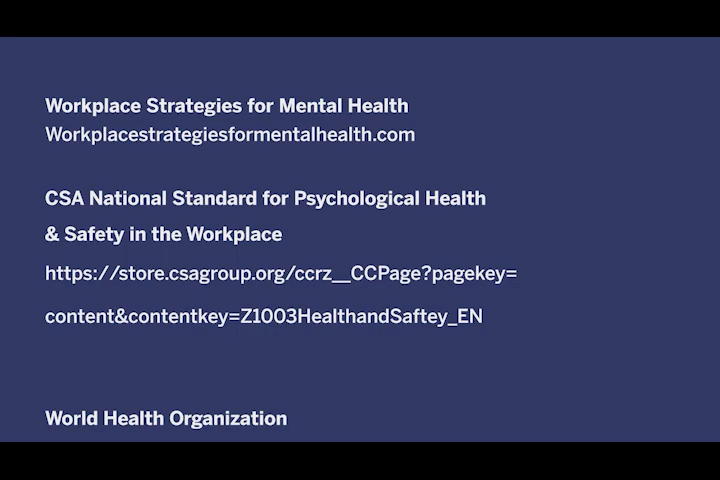 Workplace Strategies for Mental Health
Workplacestrategiesformentalhealth.com
CSA National Standard for Psychological Health
& Safety in the Workplace
https://store.csagroup.org/ccrz__CCPage?pagekey=
content&contentkey=Z1003HealthandSaftey_EN
World Health Organization